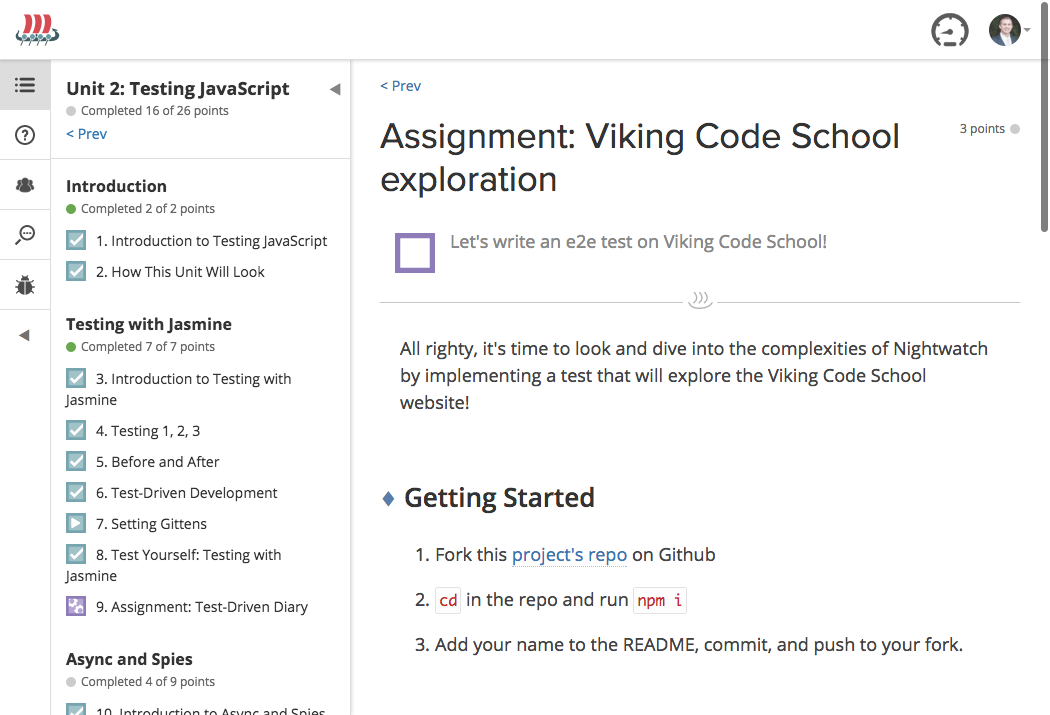 Unit 2: Testing JavaScript
Completed 16 of 26 points
< Prev
Introduction
Completed 2 of 2 points
1. Introduction to Testing JavaScript
2. How This Unit Will Look
Testing with Jasmine
Completed 7 of 7 points
3. Introduction to Testing with
Jasmine
4. Testing 1, 2, 3
5. Before and After
6. Test-Driven Development
7. Setting Gittens
8. Test Yourself: Testing with
Jasmine
9. Assignment: Test-Driven Diary
Async and Spies
Completed 4 of 9 points
10. Introduction to Async and Spies
< Prev
Assignment: Viking Code School
exploration
3 points
Let's write an e2e test on Viking Code School!
All righty, it's time to look and dive into the complexities of Nightwatch
by implementing a test that will explore the Viking Code School
website!
Getting Started
1. Fork this project's repo on Github
2. cd in the repo and run npm i
3. Add your name to the README, commit, and push to your fork.